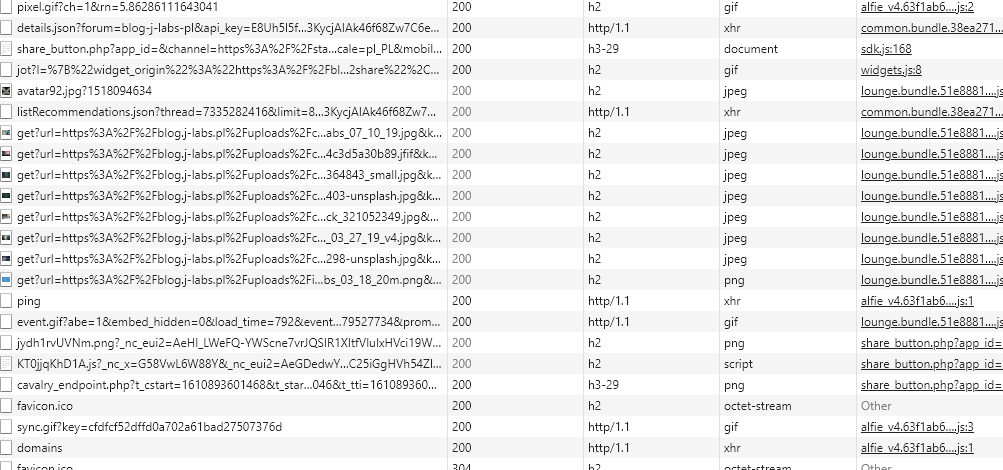 pixel.gif?ch=1&rn=5.86286111643041 200 h2 gif alfie_v4.63f1ab6....js:2
details.json?forum=blog-j-labs-pl&api_key=E8Uh5l5f...3KycjAlAk46f68Zw7C6e... 200 http/1.1 xhr common.bundle.38ea271...
share_button.php?app_id=&channel=https%3A%2F%2Fsta...cale=pl_PL&mobil... 200 h3-29 document sdk.js:168
jot?l=%7B%22widget_origin%22%3A%22https%3A%2F%2Fbl...2share%22%2C... 200 h2 gif widgets.js:8
avatar92.jpg?1518094634 200 h2 jpeg lounge.bundle.51e8881....js
listRecommendations.json?thread=7335282416&limit=8...3KycjAlAk46f68Zw7... 200 http/1.1 xhr common.bundle.38ea271...
get?url=https%3A%2F%2Fblog.j-labs.pl%2Fuploads%2Fc...abs_07_10_19.jpg&k... 200 h2 jpeg lounge.bundle.51e8881....js
get?url=https%3A%2F%2Fblog.j-labs.pl%2Fuploads%2Fc...4c3d5a30b89.jfif&k... 200 h2 jpeg lounge.bundle.51e8881....js
get?url=https%3A%2F%2Fblog.j-labs.pl%2Fuploads%2Fc...364843_small.jpg&k... 200 h2 jpeg lounge.bundle.51e8881....js
get?url=https%3A%2F%2Fblog.j-labs.pl%2Fuploads%2Fc...403-unsplash.jpg&k... 200 h2 jpeg lounge.bundle.51e8881....js
get?url=https%3A%2F%2Fblog.j-labs.pl%2Fuploads%2Fc...ck_321052349.jpg&... 200 h2 jpeg lounge.bundle.51e8881....js
get?url=https%3A%2F%2Fblog.j-labs.pl%2Fuploads%2Fc..._03_27_19_v4.jpg&k... 200 h2 jpeg lounge.bundle.51e8881....js
get?url=https%3A%2F%2Fblog.j-labs.pl%2Fuploads%2Fc...298-unsplash.jpg&k... 200 h2 jpeg lounge.bundle.51e8881....js
get?url=https%3A%2F%2Fblog.j-labs.pl%2Fuploads%2Fi...bs_03_18_20m.png&... 200 h2 png lounge.bundle.51e8881....js
ping 200 http/1.1 xhr alfie_v4.63f1ab6....js:1
event.gif?abe=1&embed_hidden=0&load_time=792&event...79527734&prom... 200 http/1.1 gif lounge.bundle.51e8881....js
jydh1rvUVNm.png?_nc_eui2=AeHl_LWeFQ-YWScne7vrJQSlR1XItfVluIxHVci19W... 200 h2 png share_button.php?app_id=
KT0jjqKhD1A.js?_nc_x=G58VwL6W88Y&_nc_eui2=AeGDedwY...C25iGgHVh54Zl... 200 h2 script share_button.php?app_id=
cavalry_endpoint.php?t_cstart=1610893601468&t_star...046&t_tti=161089360... 200 h3-29 png share_button.php?app_id=
favicon.ico 200 h2 octet-stream Other
sync.gif?key=cfdfcf52dffd0a702a61bad27507376d 200 http/1.1 gif alfie_v4.63f1ab6....js:3
domains 200 http/1.1 xhr alfie_v4.63f1ab6....js:1
favicon.ico 304 h2 octet-stream Other